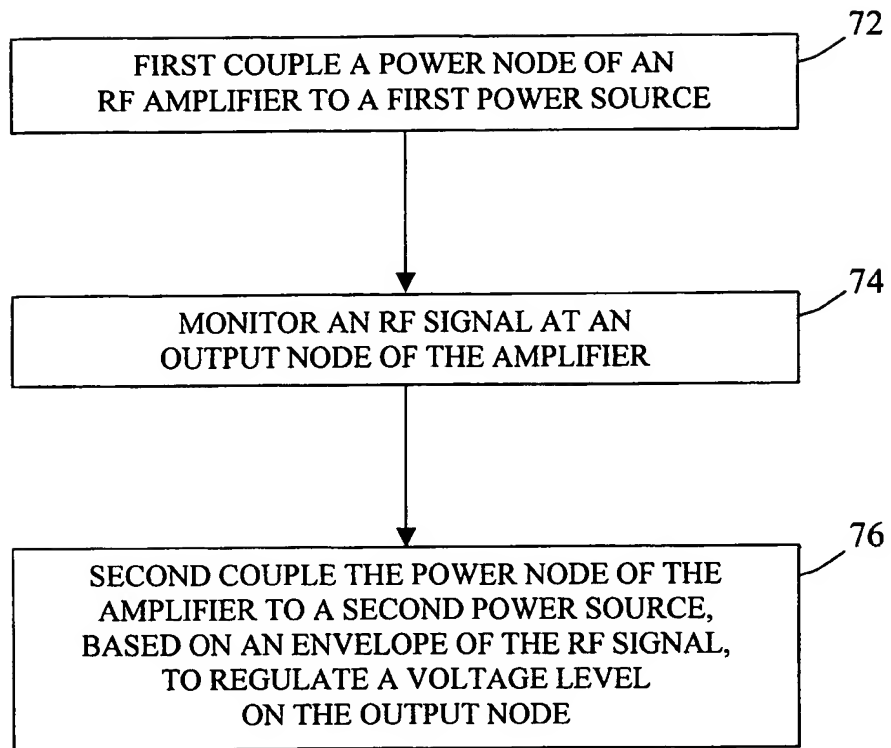 72
FIRST COUPLE A POWER NODE OF AN
RF AMPLIFIER TO A FIRST POWER SOURCE
74
MONITOR AN RF SIGNAL AT AN
OUTPUT NODE OF THE AMPLIFIER
76
SECOND COUPLE THE POWER NODE OF THE
AMPLIFIER TO A SECOND POWER SOURCE,
BASED ON AN ENVELOPE OF THE RF SIGNAL,
TO REGULATE A VOLTAGE LEVEL
ON THE OUTPUT NODE